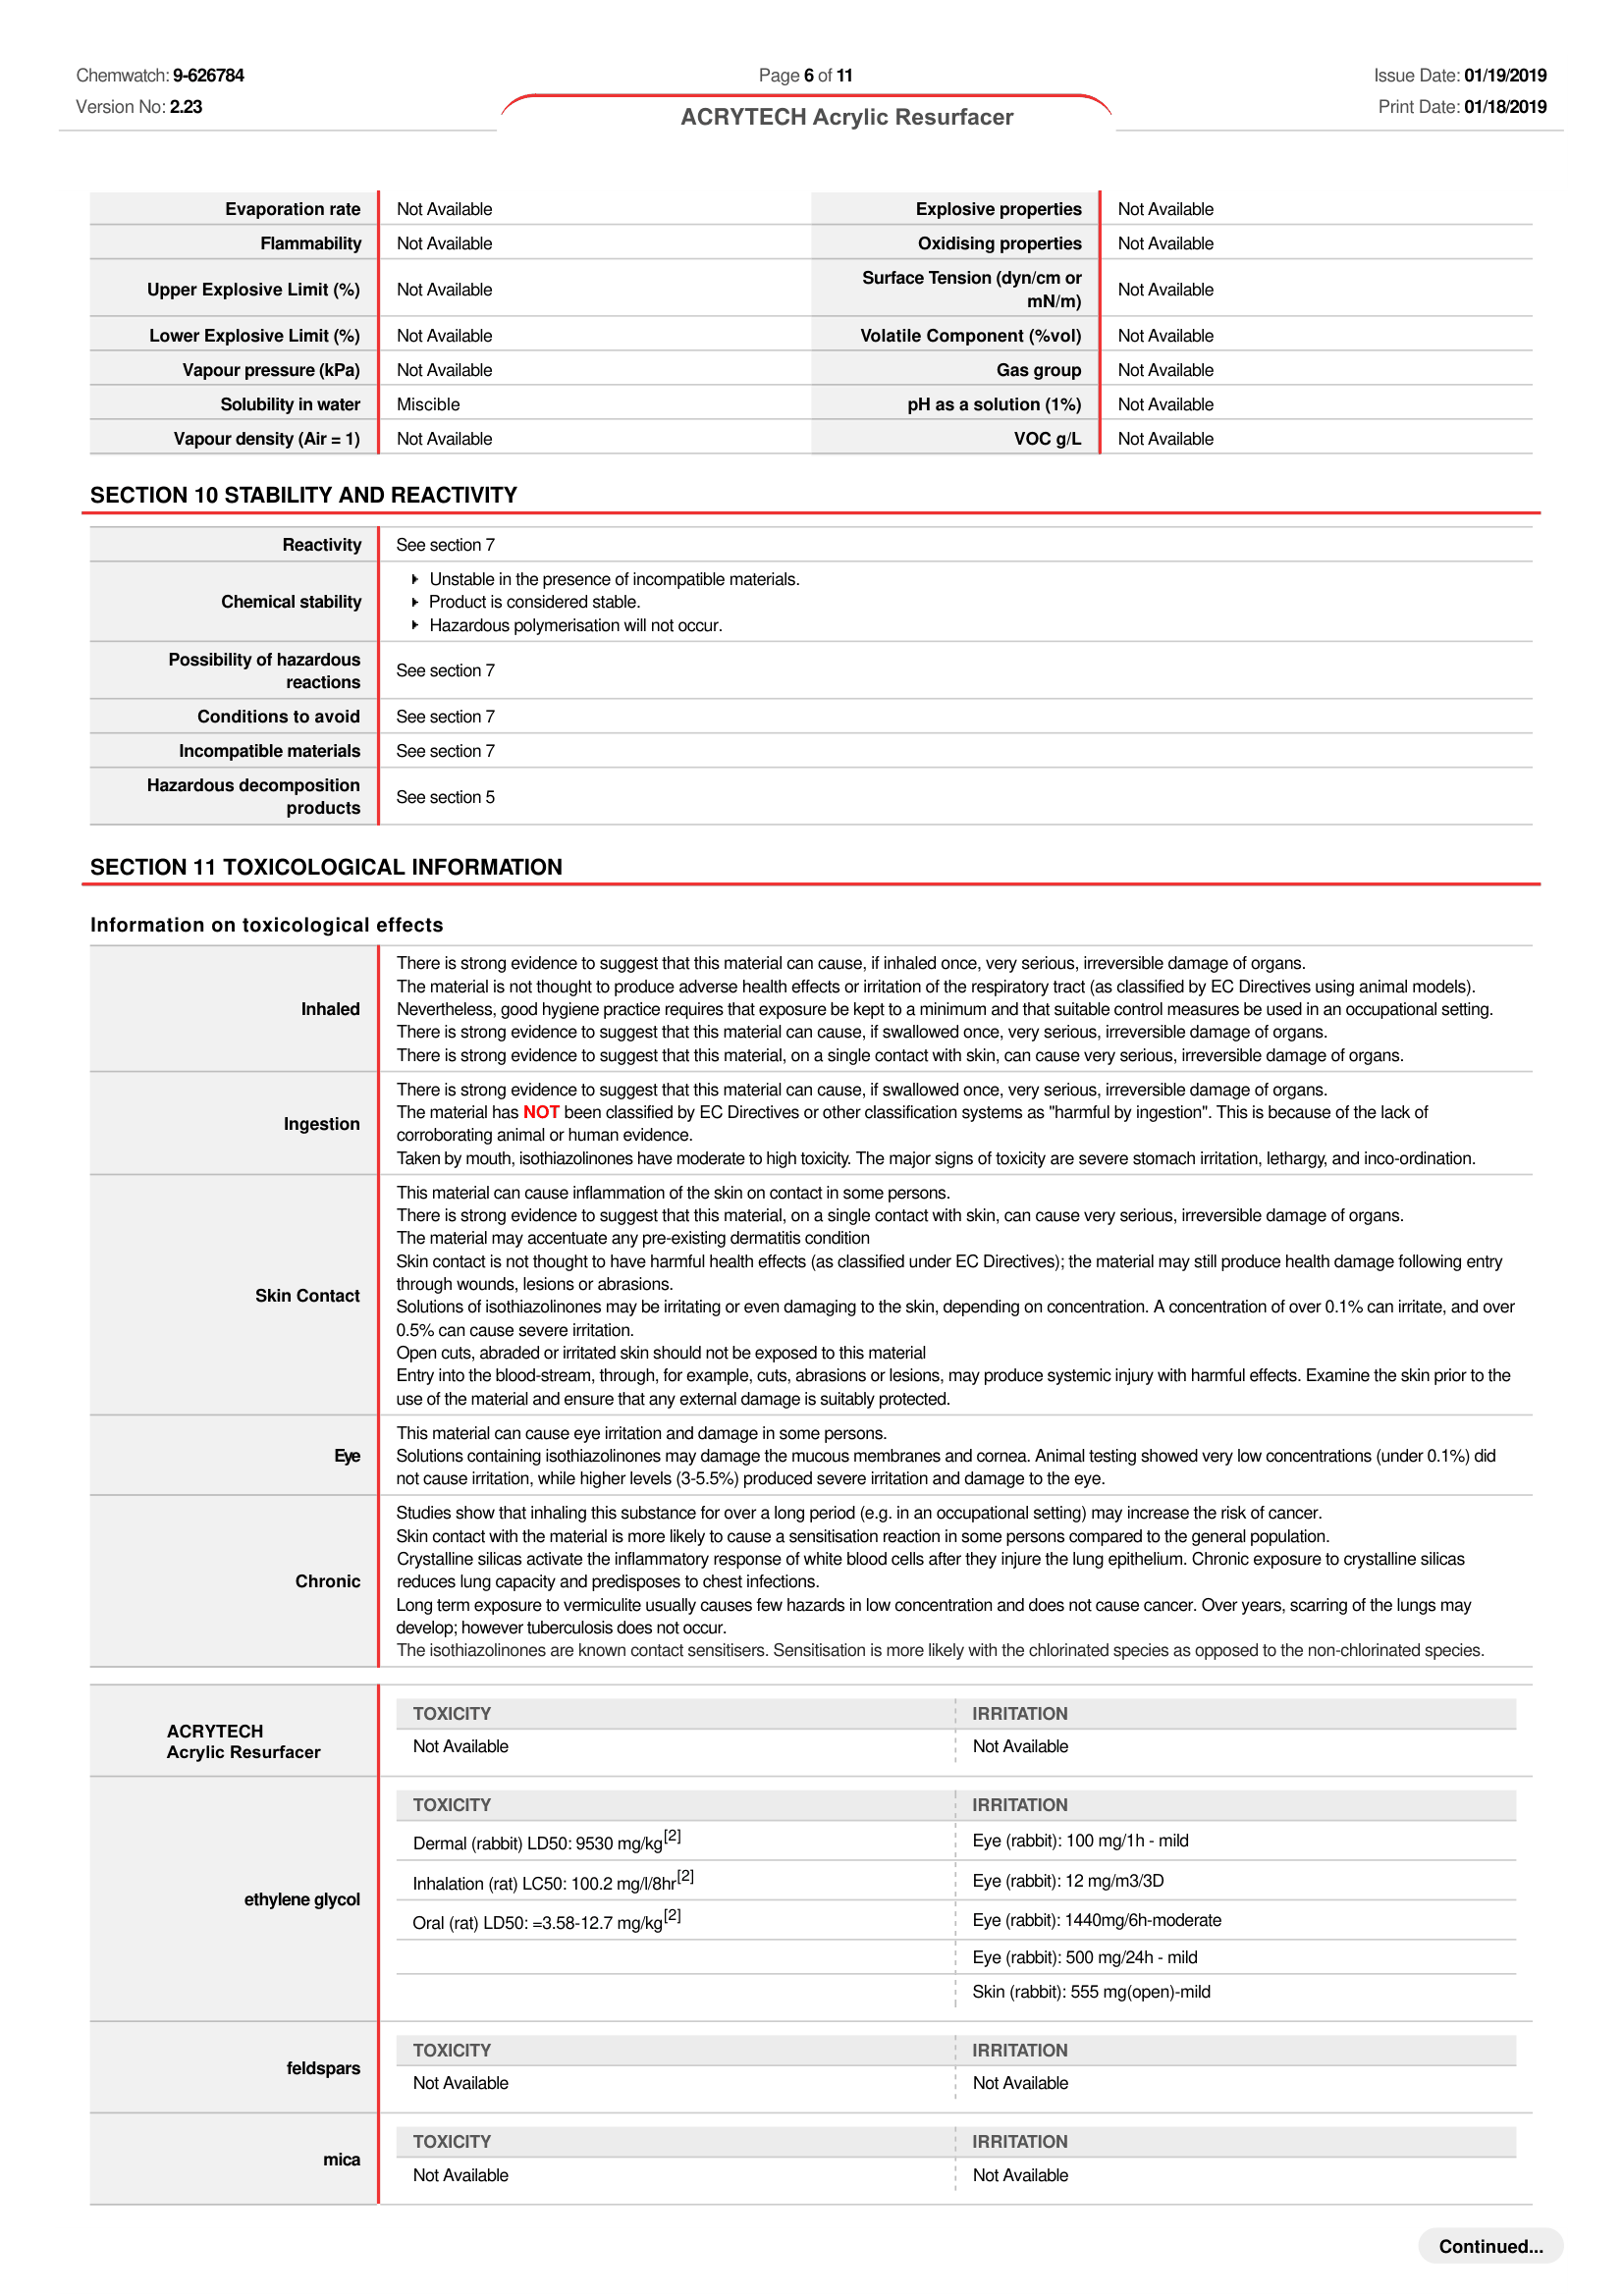 Chemwatch: 9-626784
Page 6 of 11
Issue Date: 01/19/2019
Version No: 2.23
ACRYTECH Acrylic Resurfacer
Print Date: 01/18/2019
Evaporation rate Not Available Explosive properties Not Available
Flammability Not Available Oxidising properties Not Available
Upper Explosive Limit (%) Not Available Surface Tension (dyn/cm or
mN/m) Not Available
Lower Explosive Limit (%) Not Available Volatile Component (%vol) Not Available
Vapour pressure (kPa) Not Available Gas group Not Available
Solubility in water Miscible pH as a solution (1%) Not Available
Vapour density (Air = 1) Not Available VOC g/L Not Available
SECTION 10 STABILITY AND REACTIVITY
Reactivity See section 7
Chemical stability
Unstable in the presence of incompatible materials.
Product is considered stable.
Hazardous polymerisation will not occur.
Possibility of hazardous
reactions See section 7
Conditions to avoid See section 7
Incompatible materials See section 7
Hazardous decomposition
products See section 5
SECTION 11 TOXICOLOGICAL INFORMATION
Information on toxicological effects
Inhaled
There is strong evidence to suggest that this material can cause, if inhaled once, very serious, irreversible damage of organs.
The material is not thought to produce adverse health effects or irritation of the respiratory tract (as classified by EC Directives using animal models).
Nevertheless, good hygiene practice requires that exposure be kept to a minimum and that suitable control measures be used in an occupational setting.
There is strong evidence to suggest that this material can cause, if swallowed once, very serious, irreversible damage of organs.
There is strong evidence to suggest that this material, on a single contact with skin, can cause very serious, irreversible damage of organs.
Ingestion
There is strong evidence to suggest that this material can cause, if swallowed once, very serious, irreversible damage of organs.
The material has NOT been classified by EC Directives or other classification systems as "harmful by ingestion". This is because of the lack of
corroborating animal or human evidence.
Taken by mouth, isothiazolinones have moderate to high toxicity. The major signs of toxicity are severe stomach irritation, lethargy, and inco-ordination.
Skin Contact
This material can cause inflammation of the skin on contact in some persons.
There is strong evidence to suggest that this material, on a single contact with skin, can cause very serious, irreversible damage of organs.
The material may accentuate any pre-existing dermatitis condition
Skin contact is not thought to have harmful health effects (as classified under EC Directives); the material may still produce health damage following entry
through wounds, lesions or abrasions.
Solutions of isothiazolinones may be irritating or even damaging to the skin, depending on concentration. A concentration of over 0.1% can irritate, and over
0.5% can cause severe irritation.
Open cuts, abraded or irritated skin should not be exposed to this material
Entry into the blood-stream, through, for example, cuts, abrasions or lesions, may produce systemic injury with harmful effects. Examine the skin prior to the
use of the material and ensure that any external damage is suitably protected.
Eye
This material can cause eye irritation and damage in some persons.
Solutions containing isothiazolinones may damage the mucous membranes and cornea. Animal testing showed very low concentrations (under 0.1%) did
not cause irritation, while higher levels (3-5.5%) produced severe irritation and damage to the eye.
Chronic
Studies show that inhaling this substance for over a long period (e.g. in an occupational setting) may increase the risk of cancer.
Skin contact with the material is more likely to cause a sensitisation reaction in some persons compared to the general population.
Crystalline silicas activate the inflammatory response of white blood cells after they injure the lung epithelium. Chronic exposure to crystalline silicas
reduces lung capacity and predisposes to chest infections.
Long term exposure to vermiculite usually causes few hazards in low concentration and does not cause cancer. Over years, scarring of the lungs may
develop; however tuberculosis does not occur.
The isothiazolinones are known contact sensitisers. Sensitisation is more likely with the chlorinated species as opposed to the non-chlorinated species.
ACRYTECH
Acrylic Resurfacer
TOXICITY IRRITATION
Not Available Not Available
ethylene glycol
TOXICITY IRRITATION
Dermal (rabbit) LD50: 9530 mg/kg[2] Eye (rabbit): 100 mg/1h - mild
Inhalation (rat) LC50: 100.2 mg/l/8hr[2] Eye (rabbit): 12 mg/m3/3D
Oral (rat) LD50: =3.58-12.7 mg/kg[2] Eye (rabbit): 1440mg/6h-moderate
Eye (rabbit): 500 mg/24h - mild
Skin (rabbit): 555 mg(open)-mild
feldspars
TOXICITY IRRITATION
Not Available Not Available
mica
TOXICITY IRRITATION
Not Available Not Available
Continued...